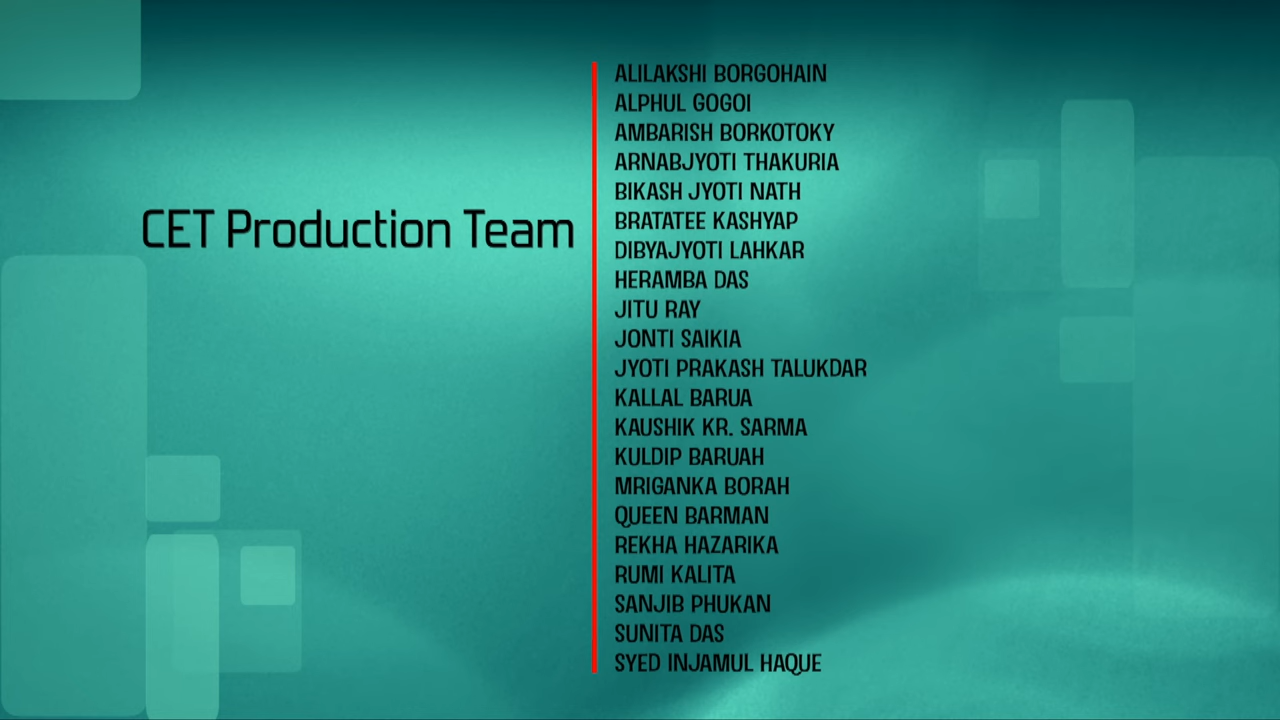 CET Production Team
ALILAKSHI BORGOHAIN
ALPHUL GOGOI
AMBARISH BORKOTOKY
ARNABJYOTI THAKURIA
BIKASH JYOTI NATH
BRATATEE KASHYAP
DIBYAJYOTI LAHKAR
HERAMBA DAS
JITU RAY
JONTI SAIKIA
JYOTI PRAKASH TALUKDAR
KALLAL BARUA
KAUSHIK KR. SARMA
KULDIP BARUAH
MRIGANKA BORAH
QUEEN BARMAN
REKHA HAZARIKA
RUMI KALITA
SANJIB PHUKAN
SUNITA DAS
SYED INJAMUL HAQUE